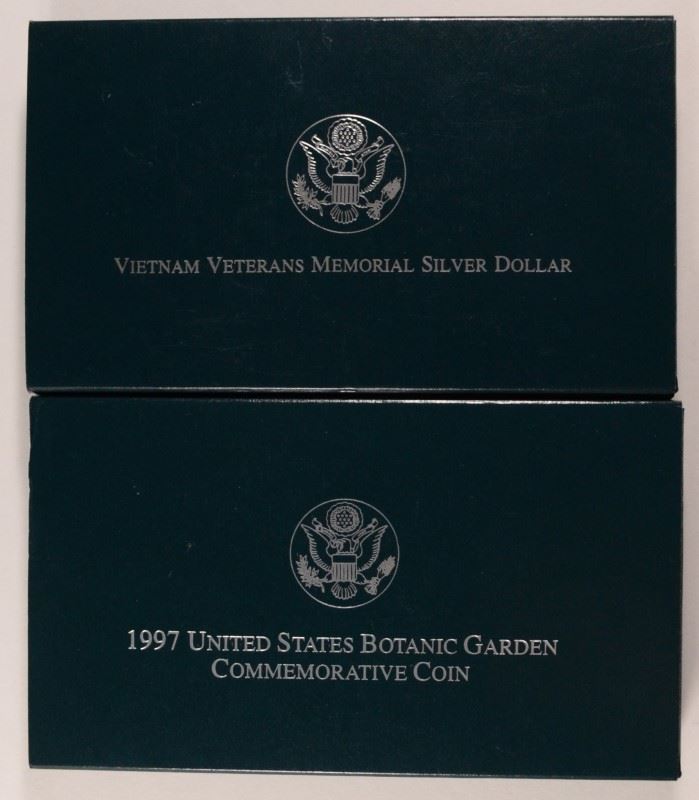 VIETNAM VETERANS MEMORIAL SILVER DOLLAR
1997 UNITED STATES BOTANIC GARDEN
COMMEMORATIVE COIN